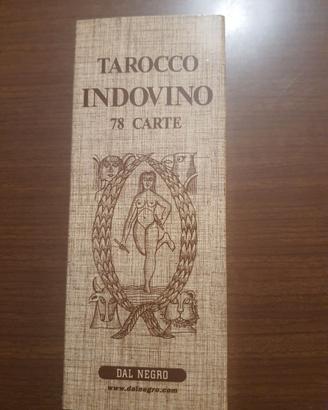 TAROCCO
INDOVINO
78 CARTE
DAL NEGRO
www.dalnegro.com